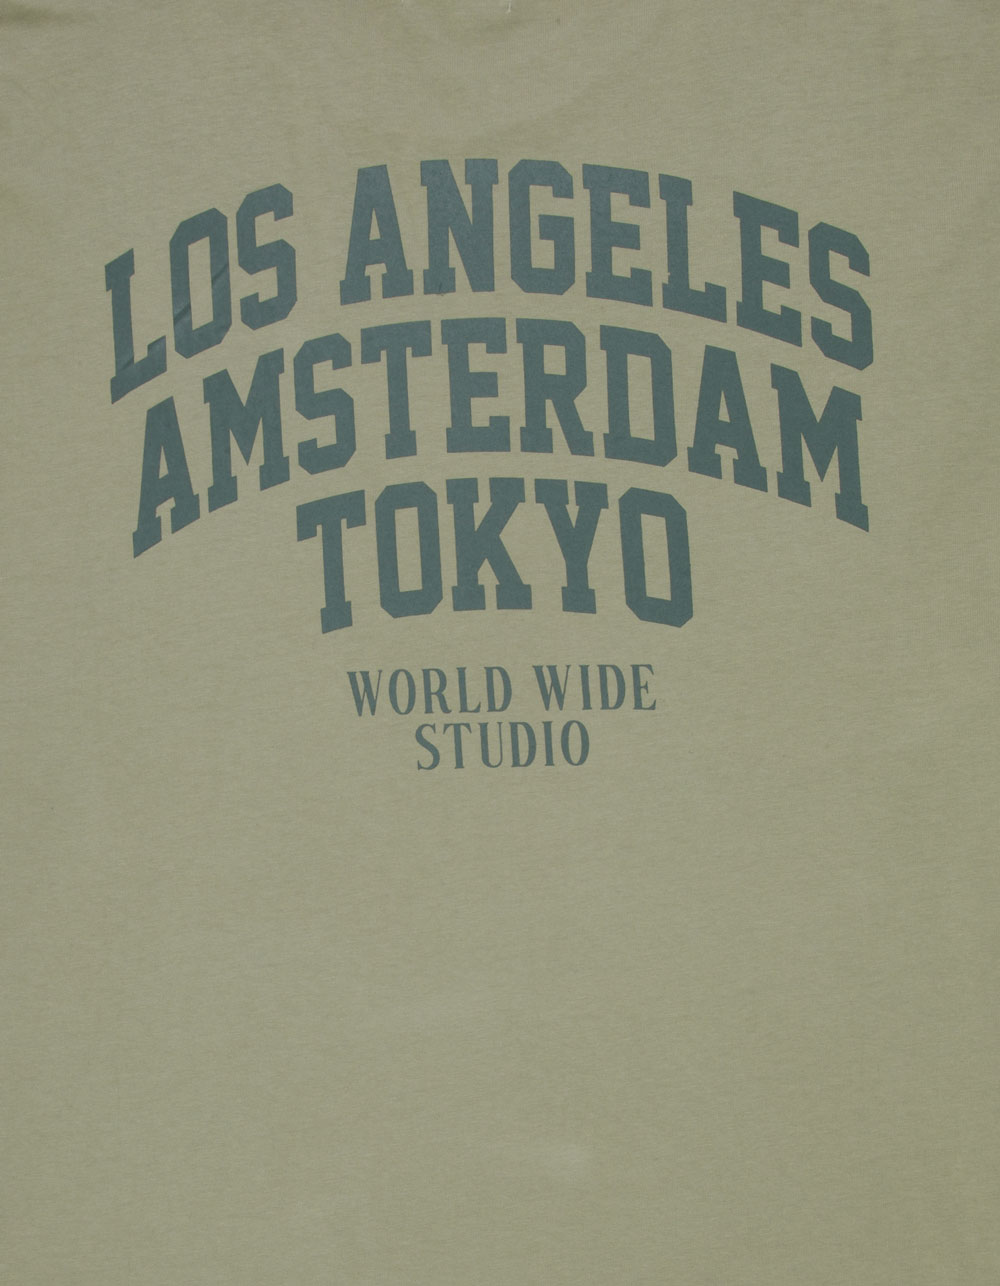 LOS ANGELES
AMSTERDAM
TOKYO
WORLD WIDE
STUDIO